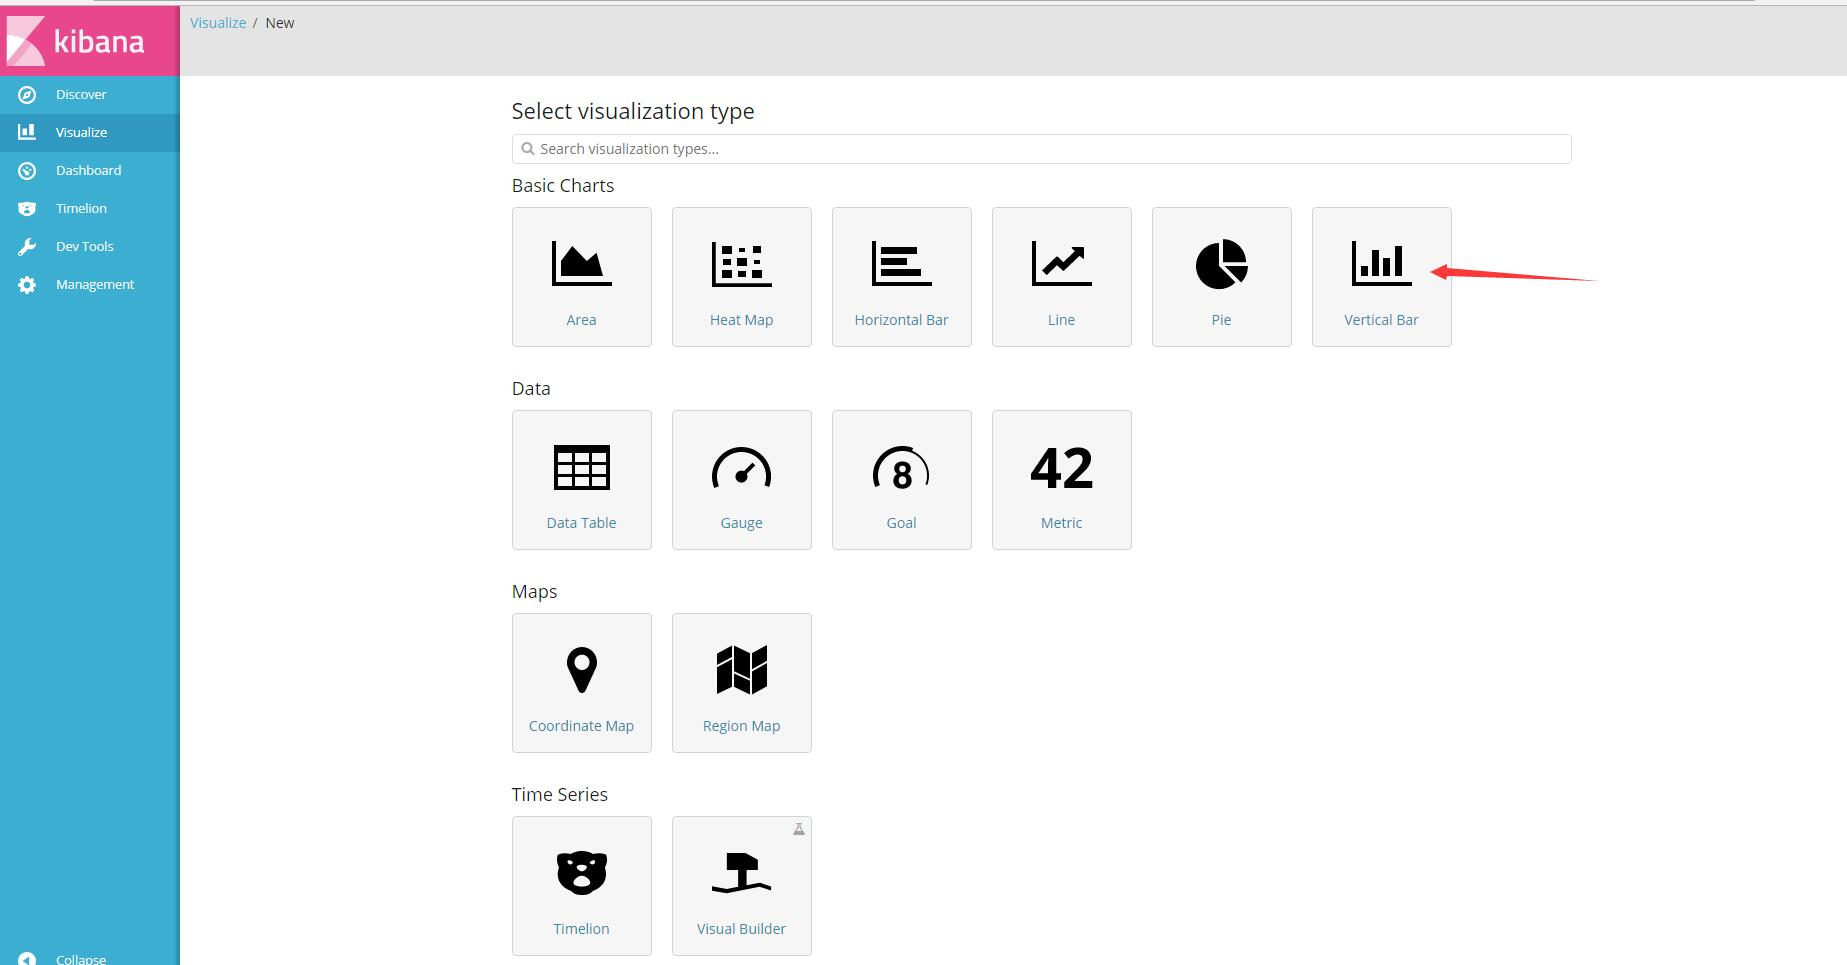 kibana
Discover
Visualize
Dashboard
Timelion
Dev Tools
Management
Collapse
Visualize / New
Select visualization type
Search visualization types...
Basic Charts
Area
Heat Map
Horizontal Bar
Line
Pie
Vertical Bar
Data
8
42
Data Table
Gauge
Goal
Metric
Maps
Coordinate Map
Region Map
Time Series
Timelion
Visual Builder